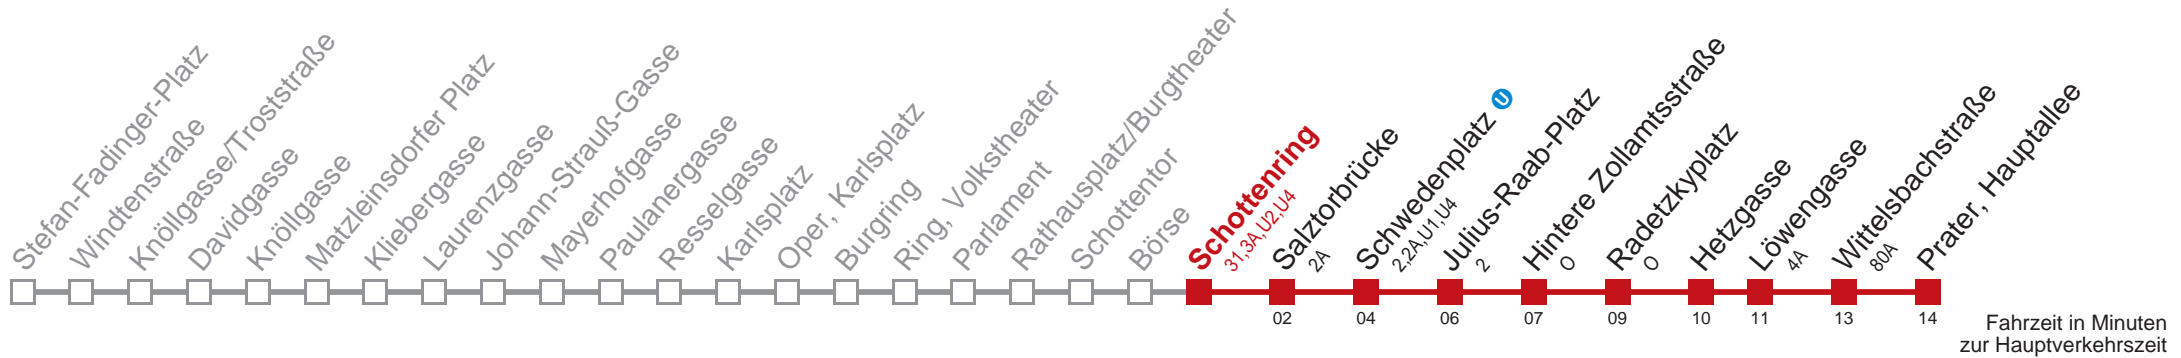 Stefan-Fadinger-Platz
Windtenstraße
Knöllgasse/Troststraße
Davidgasse
Knöllgasse
Matzleinsdorfer Platz
Kliebergasse
Laurenzgasse
Johann-Strauß-Gasse
Mayerhofgasse
Paulanergasse
Resselgasse
Karlsplatz
Oper, Karlsplatz
Burgring
Ring, Volkstheater
Parlament
Rathausplatz/Burgtheater
Schottentor
Börse
Schottenring
31,3A,U2,U4
Salztorbrücke
2A
02
Schwedenplatz U
2,2A,U1,U4
04
Julius-Raab-Platz
2
06
Hintere Zollamtsstraße
O
07
Radetzkyplatz
O
09
Hetzgasse
10
Löwengasse
4A
11
Wittelsbachstraße
80A
13
Prater, Hauptallee
14
Fahrzeit in Minuten
zur Hauptverkehrszeit